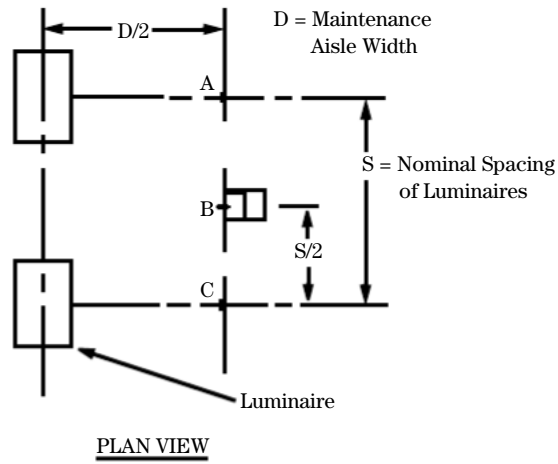 D/2
D = Maintenance
Aisle Width
A
S = Nominal Spacing
of Luminaires
B
S/2
C
Luminaire
PLAN VIEW